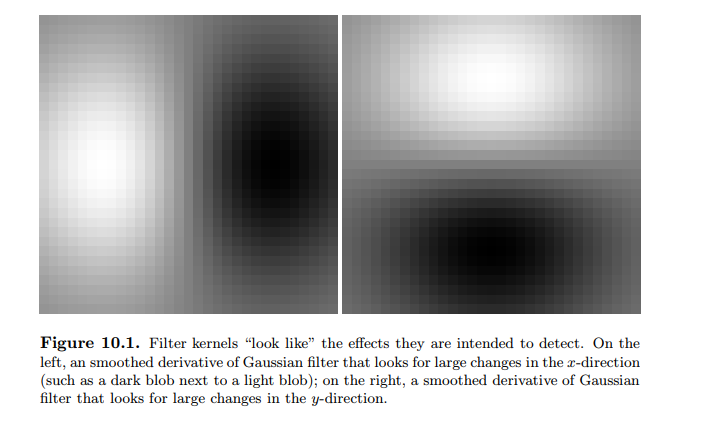 Figure 10.1. Filter kernels “look like” the effects they are intended to detect. On the
left, an smoothed derivative of Gaussian filter that looks for large changes in the x-direction
(such as a dark blob next to a light blob); on the right, a smoothed derivative of Gaussian
filter that looks for large changes in the y-direction.